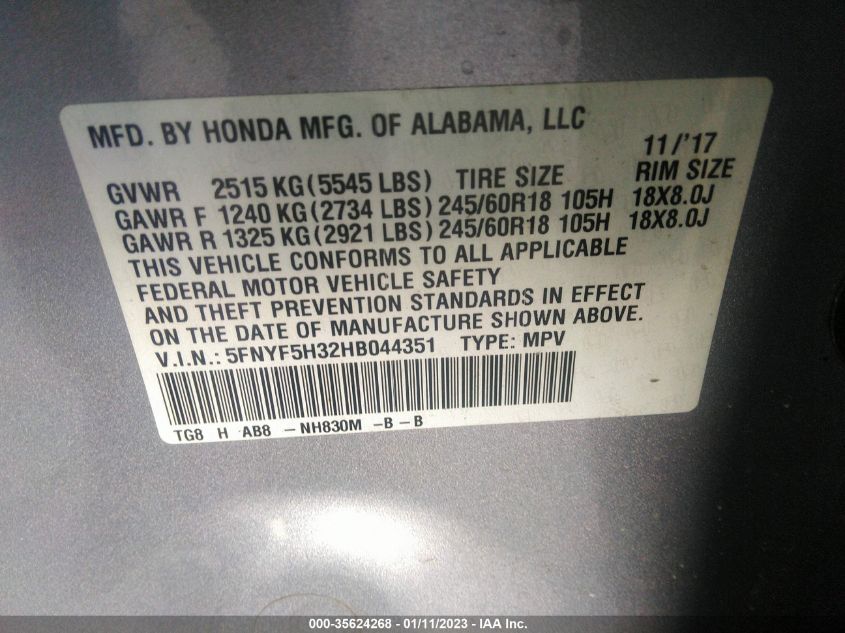 MFD. BY HONDA MFG. OF ALABAMA, LLC 11/'17
GVWR 2515 KG (5545 LBS) TIRE SIZE RIM SIZE
GAWR F 1240 KG (2734 LBS) 245/60R18 105H 18X8.0J
GAWR R 1325 KG (2921 LBS) 245/60R18 105H 18X8.0J
THIS VEHICLE CONFORMS TO ALL APPLICABLE
FEDERAL MOTOR VEHICLE SAFETY
AND THEFT PREVENTION STANDARDS IN EFFECT
ON THE DATE OF MANUFACTURE SHOWN ABOVE.
V.I.N.: 5FNYF5H32HB044351 TYPE: MPV
TG8 H AB8 -NH830M -B-B
000-35624268 - 01/11/2023 - IAA Inc.